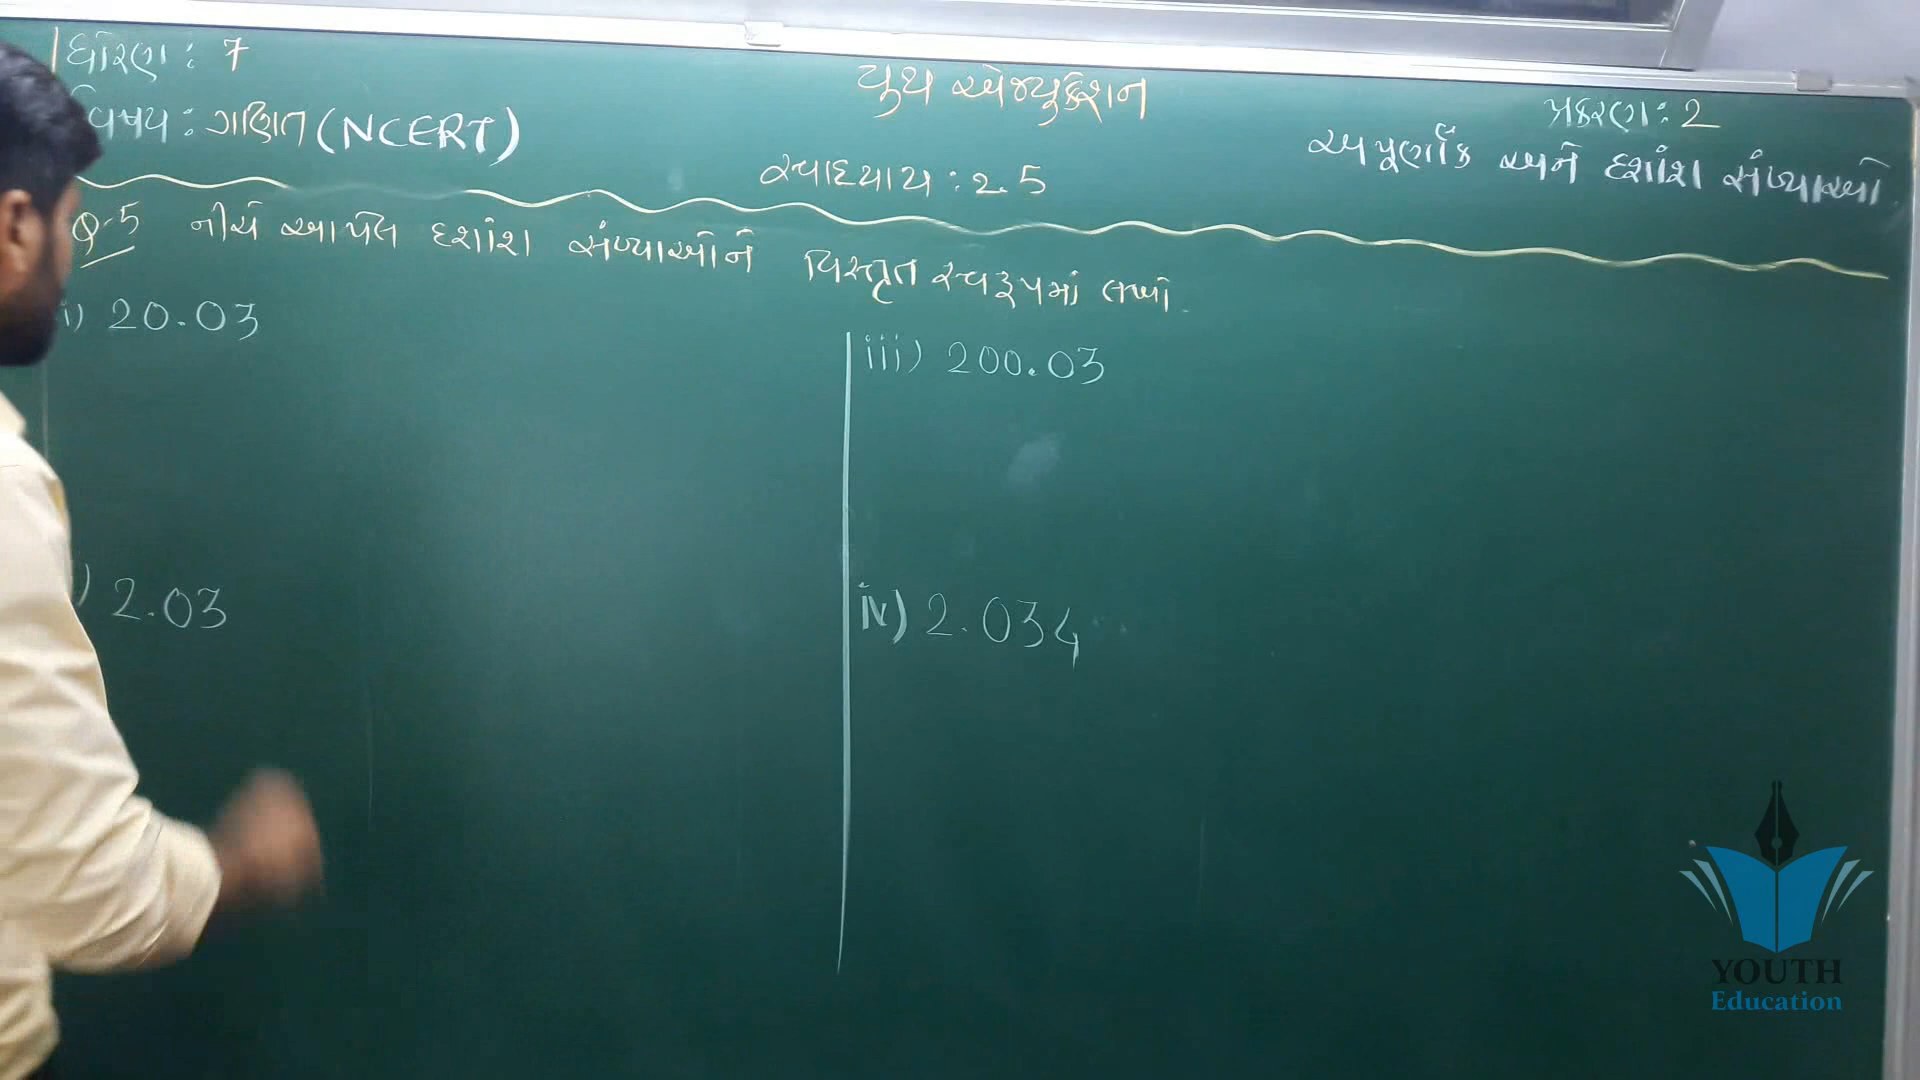 ધોરણ : 7
વિષય : ગણિત (NCERT)
યુથ એજ્યુકેશન
સ્વાધ્યાય : 2.5
પ્રકરણ : 2
અપૂર્ણાંક અને દશાંશ સંખ્યાઓ
Q-5 નીચે આપેલ દશાંશ સંખ્યાઓને વિસ્તૃત સ્વરૂપમાં લખો.
i) 20.03
) 2.03
iii) 200.03
iv) 2.034
YOUTH
Education